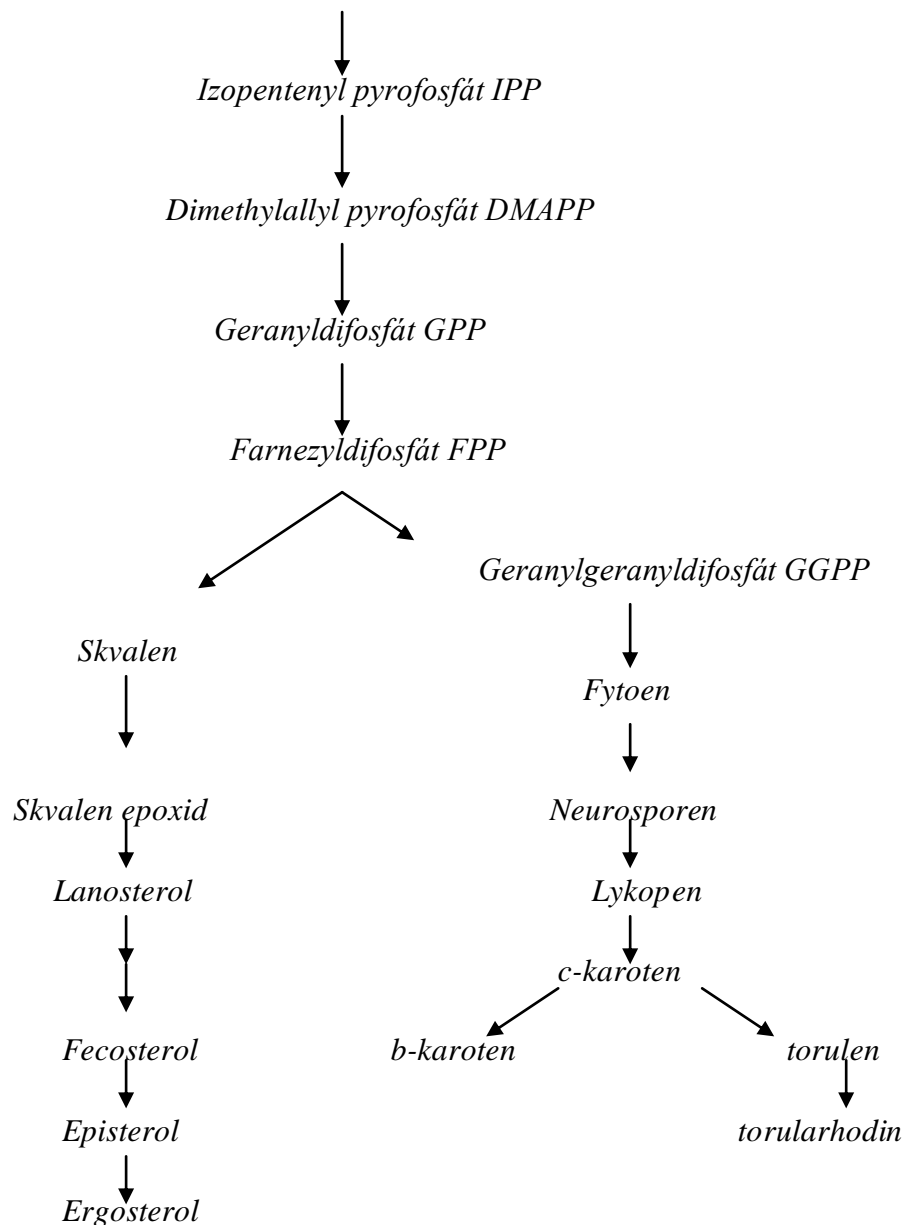 Izopentenyl pyrofosfát IPP
Dimethylallyl pyrofosfát DMAPP
Geranyldifosfát GPP
Farnezyldifosfát FPP
Geranylgeranyldifosfát GGPP
Skvalen
Fytoen
Skvalen epoxid
Neurosporen
Lanosterol
Lykopen
c-karoten
Fecosterol
b-karoten
torulen
Episterol
torularhodin
Ergosterol